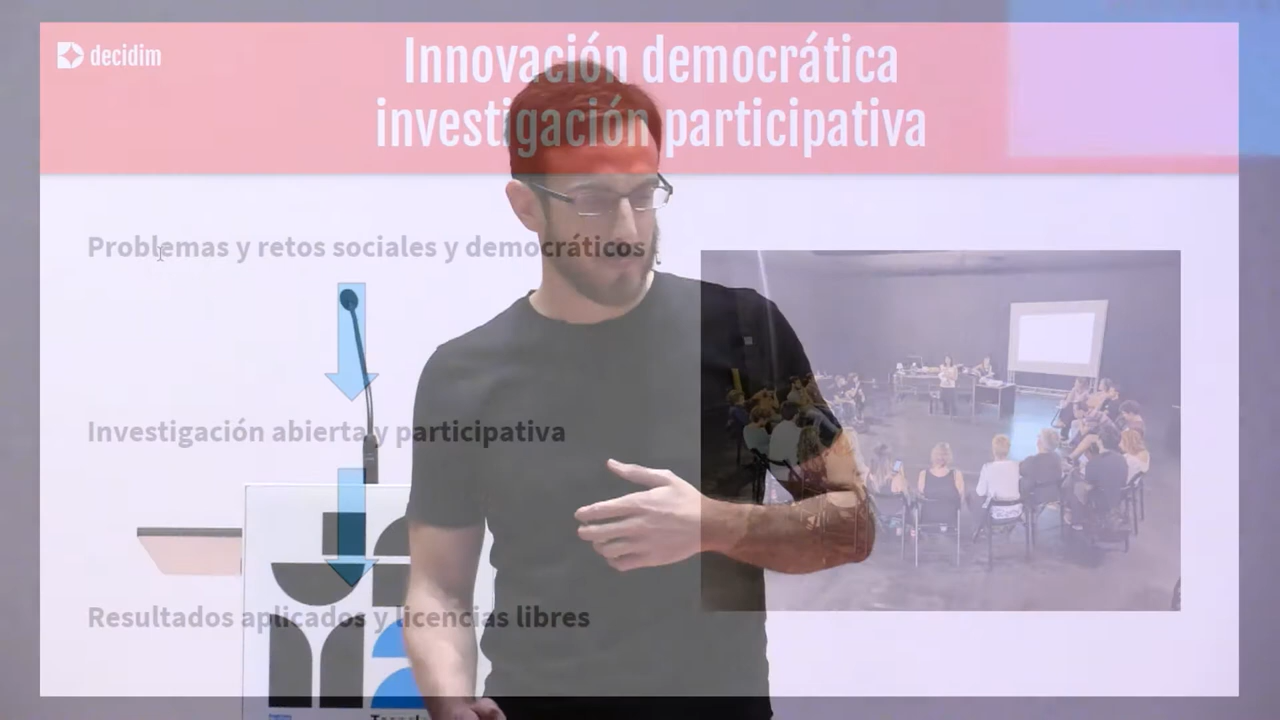 decidim
Innovación democrática
investigación participativa
Problemas y retos sociales y democráticos
Investigación abierta y participativa
Resultados aplicados y licencias libres